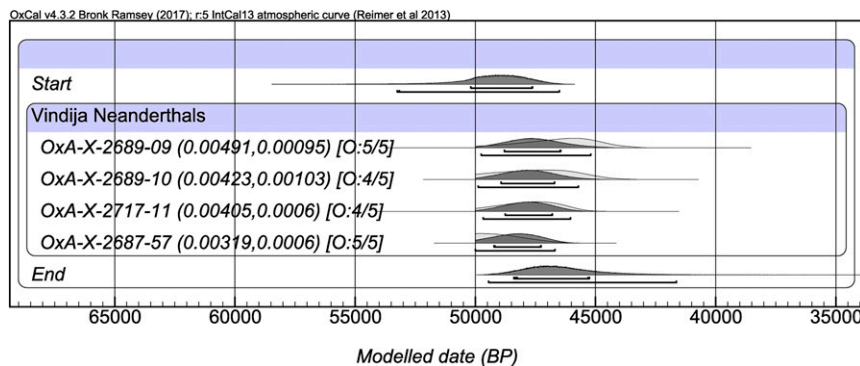 OxCal v4.3.2 Bronk Ramsey (2017); r:5 IntCal13 atmospheric curve (Reimer et al 2013)
Start
Vindija Neanderthals
OxA-X-2689-09 (0.00491,0.00095) [O:5/5]
OxA-X-2689-10 (0.00423,0.00103) [O:4/5]
OxA-X-2717-11 (0.00405,0.0006) [O:4/5]
OxA-X-2687-57 (0.00319,0.0006) [O:5/5]
End
65000 60000 55000 50000 45000 40000 35000
Modelled date (BP)